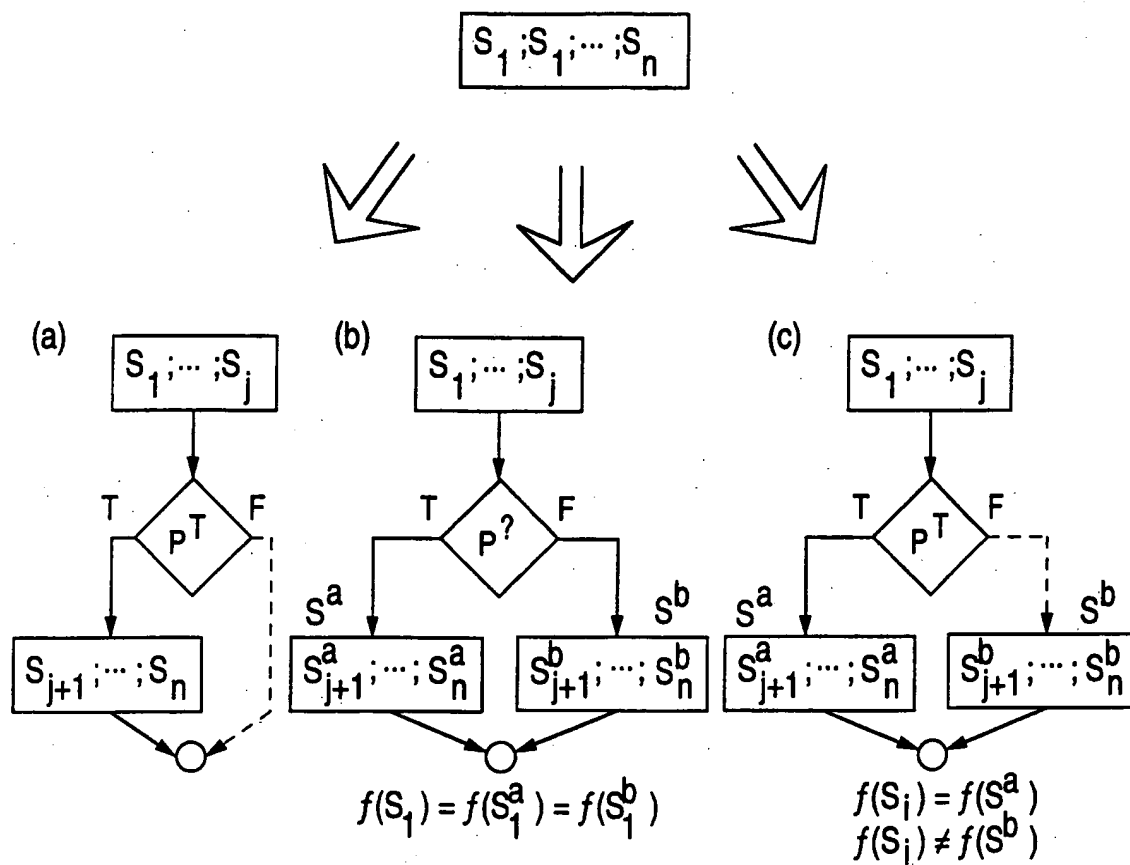 S₁;S₁;···;Sₙ
(a) (b) (c)
S₁;···;Sⱼ S₁;···;Sⱼ S₁;···;Sⱼ
T F T F T F
Pᵀ P? Pᵀ
Sᵃ Sᵇ Sᵃ Sᵇ
Sⱼ₊₁;···;Sₙ Sᵃⱼ₊₁;···;Sᵃₙ Sᵇⱼ₊₁;···;Sᵇₙ Sᵃⱼ₊₁;···;Sᵃₙ Sᵇⱼ₊₁;···;Sᵇₙ
f(S₁) = f(Sᵃ₁) = f(Sᵇ₁) f(Sᵢ) = f(Sᵃ)
f(Sⱼ) ≠ f(Sᵇ)